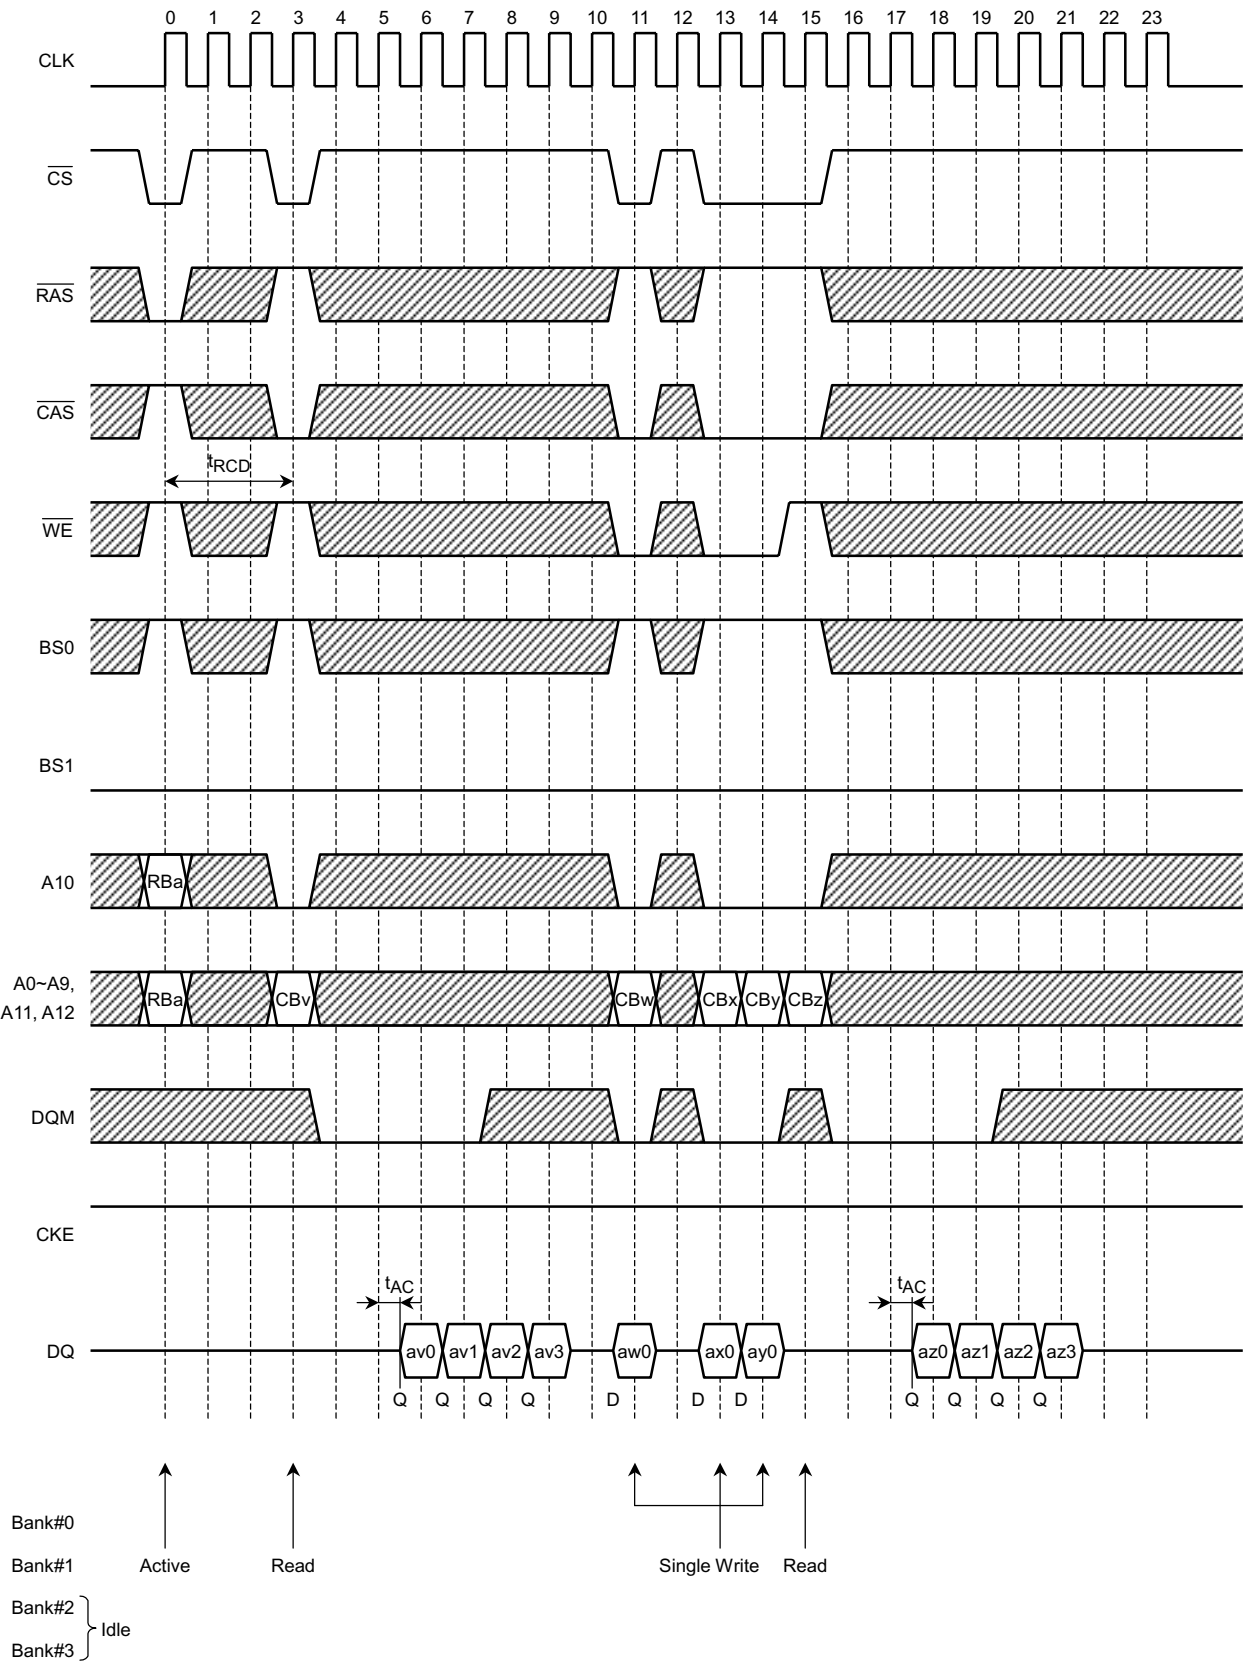 0 1 2 3 4 5 6 7 8 9 10 11 12 13 14 15 16 17 18 19 20 21 22 23
CLK
CS
RAS
CAS
tRCD
WE
BS0
BS1
A10 RBa
A0~A9,
A11, A12
RBa CBv CBw CBx CBy CBz
DQM
CKE
tAC tAC
DQ av0 av1 av2 av3 aw0 ax0 ay0 az0 az1 az2 az3
Q Q Q Q D D D Q Q Q Q
Bank#0
Bank#1 Active Read Single Write Read
Bank#2
Idle
Bank#3